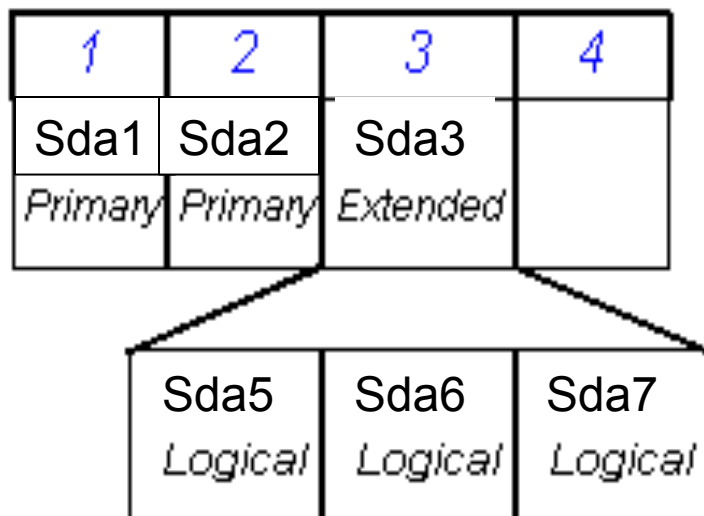 1 2 3 4
Sda1 Sda2 Sda3
Primary Primary Extended
Sda5 Sda6 Sda7
Logical Logical Logical